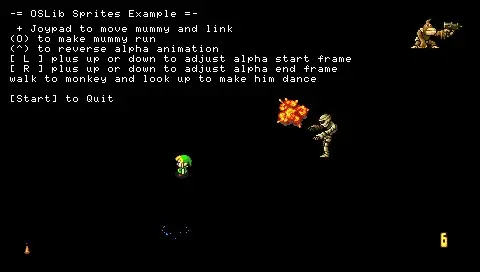 -= OSLib Sprites Example =-
+ Joypad to move mummy and link
(O) to make mummy run
(^) to reverse alpha animation
[ L ] plus up or down to adjust alpha start frame
[ R ] plus up or down to adjust alpha end frame
walk to monkey and look up to make him dance
[Start] to Quit
6